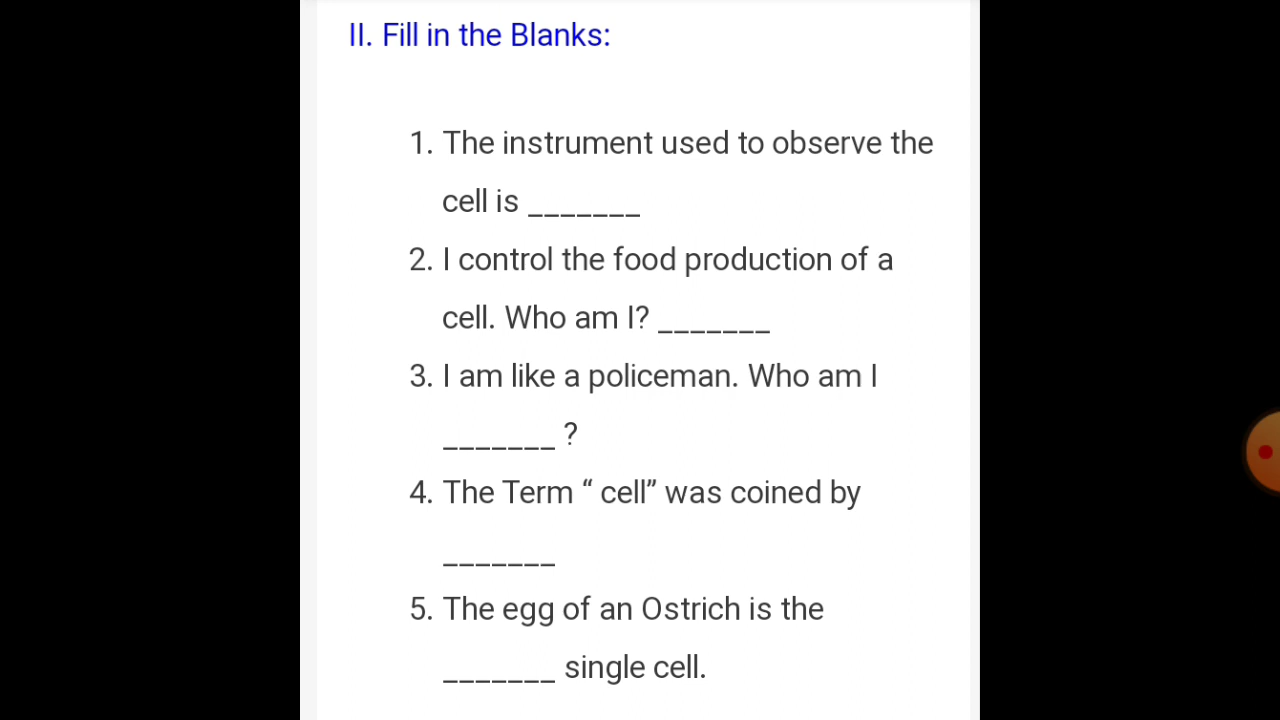 II. Fill in the Blanks:
1. The instrument used to observe the
cell is _______
2. I control the food production of a
cell. Who am I? _______
3. I am like a policeman. Who am I
_______ ?
4. The Term “ cell” was coined by
_______
5. The egg of an Ostrich is the
_______ single cell.